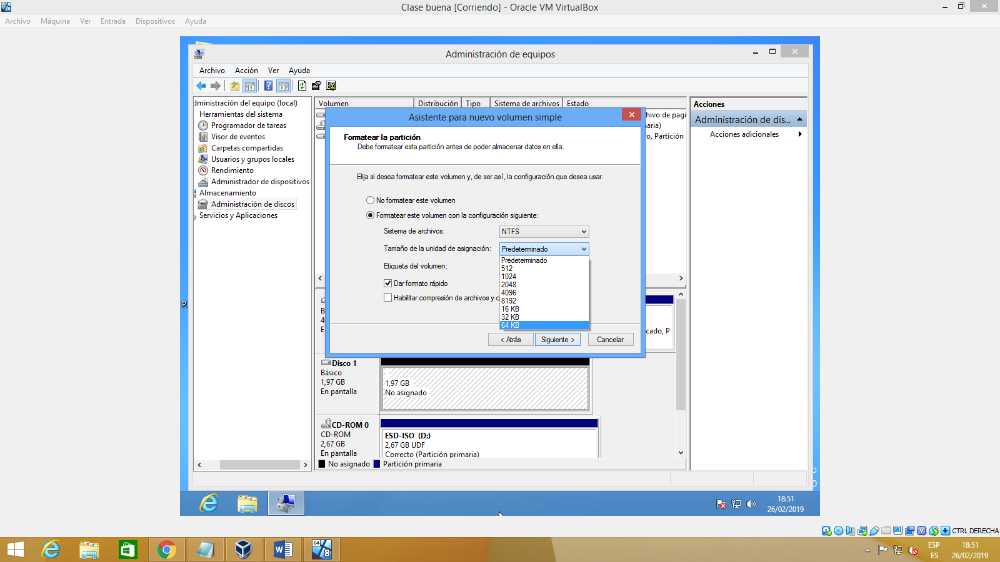 Clase buena [Corriendo] - Oracle VM VirtualBox
Archivo Máquina Ver Entrada Dispositivos Ayuda
Administración de equipos
Archivo Acción Ver Ayuda
dministración del equipo (local)
Herramientas del sistema
Programador de tareas
Visor de eventos
Carpetas compartidas
Usuarios y grupos locales
Rendimiento
Administrador de dispositivos
Almacenamiento
Administración de discos
Servicios y Aplicaciones
Volumen Distribución Tipo Sistema de archivos Estado
hivo de pagi
naria)
o, Partición
Acciones
Administración de dis...
Acciones adicionales
Asistente para nuevo volumen simple
Formatear la partición
Debe formatear esta partición antes de poder almacenar datos en ella.
Elija si desea formatear este volumen y, de ser así, la configuración que desea usar.
No formatear este volumen
Formatear este volumen con la configuración siguiente:
Sistema de archivos: NTFS
Tamaño de la unidad de asignación: Predeterminado
Predeterminado
512
1024
2048
4096
8192
16 KB
32 KB
64 KB
Etiqueta del volumen:
Dar formato rápido
Habilitar compresión de archivos y c
< Atrás Siguiente > Cancelar
Pa
B
40
E
cado, P
Disco 1
Básico
1,97 GB
En pantalla
1,97 GB
No asignado
CD-ROM 0
CD-ROM
2,67 GB
En pantalla
ESD-ISO (D:)
2,67 GB UDF
Correcto (Partición primaria)
No asignado Partición primaria
o
0
18:51
26/02/2019
CTRL DERECHA
64
8
ESP
ES
18:51
26/02/2019